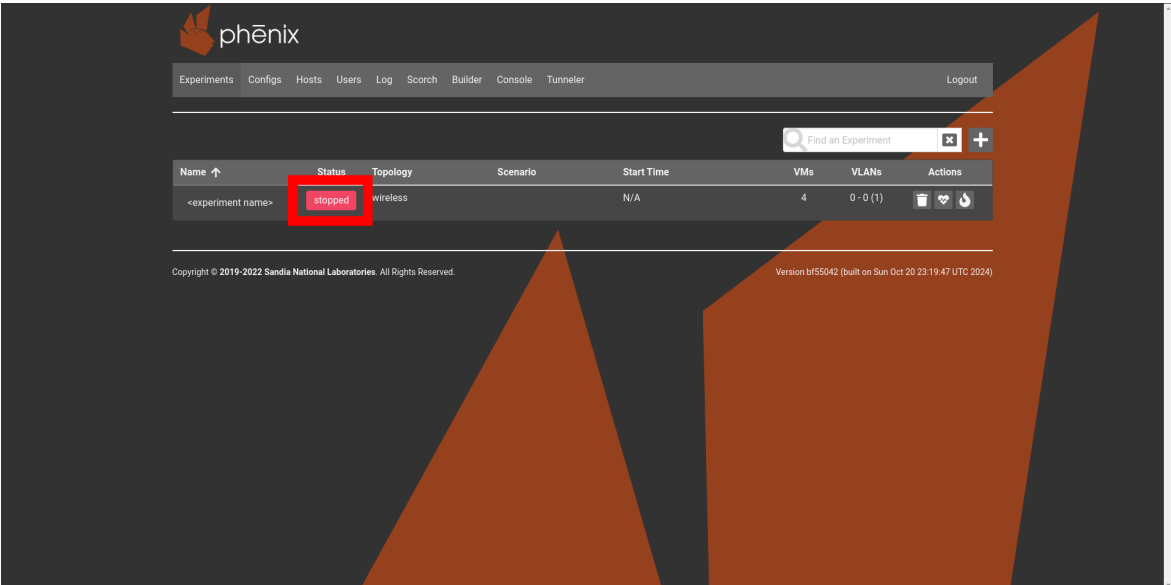 phēnix
Experiments Configs Hosts Users Log Scorch Builder Console Tunneler Logout
Find an Experiment
Name Status Topology Scenario Start Time VMs VLANs Actions
<experiment name> stopped wireless N/A 4 0 - 0 (1)
Copyright © 2019-2022 Sandia National Laboratories. All Rights Reserved. Version bf55042 (built on Sun Oct 20 23:19:47 UTC 2024)